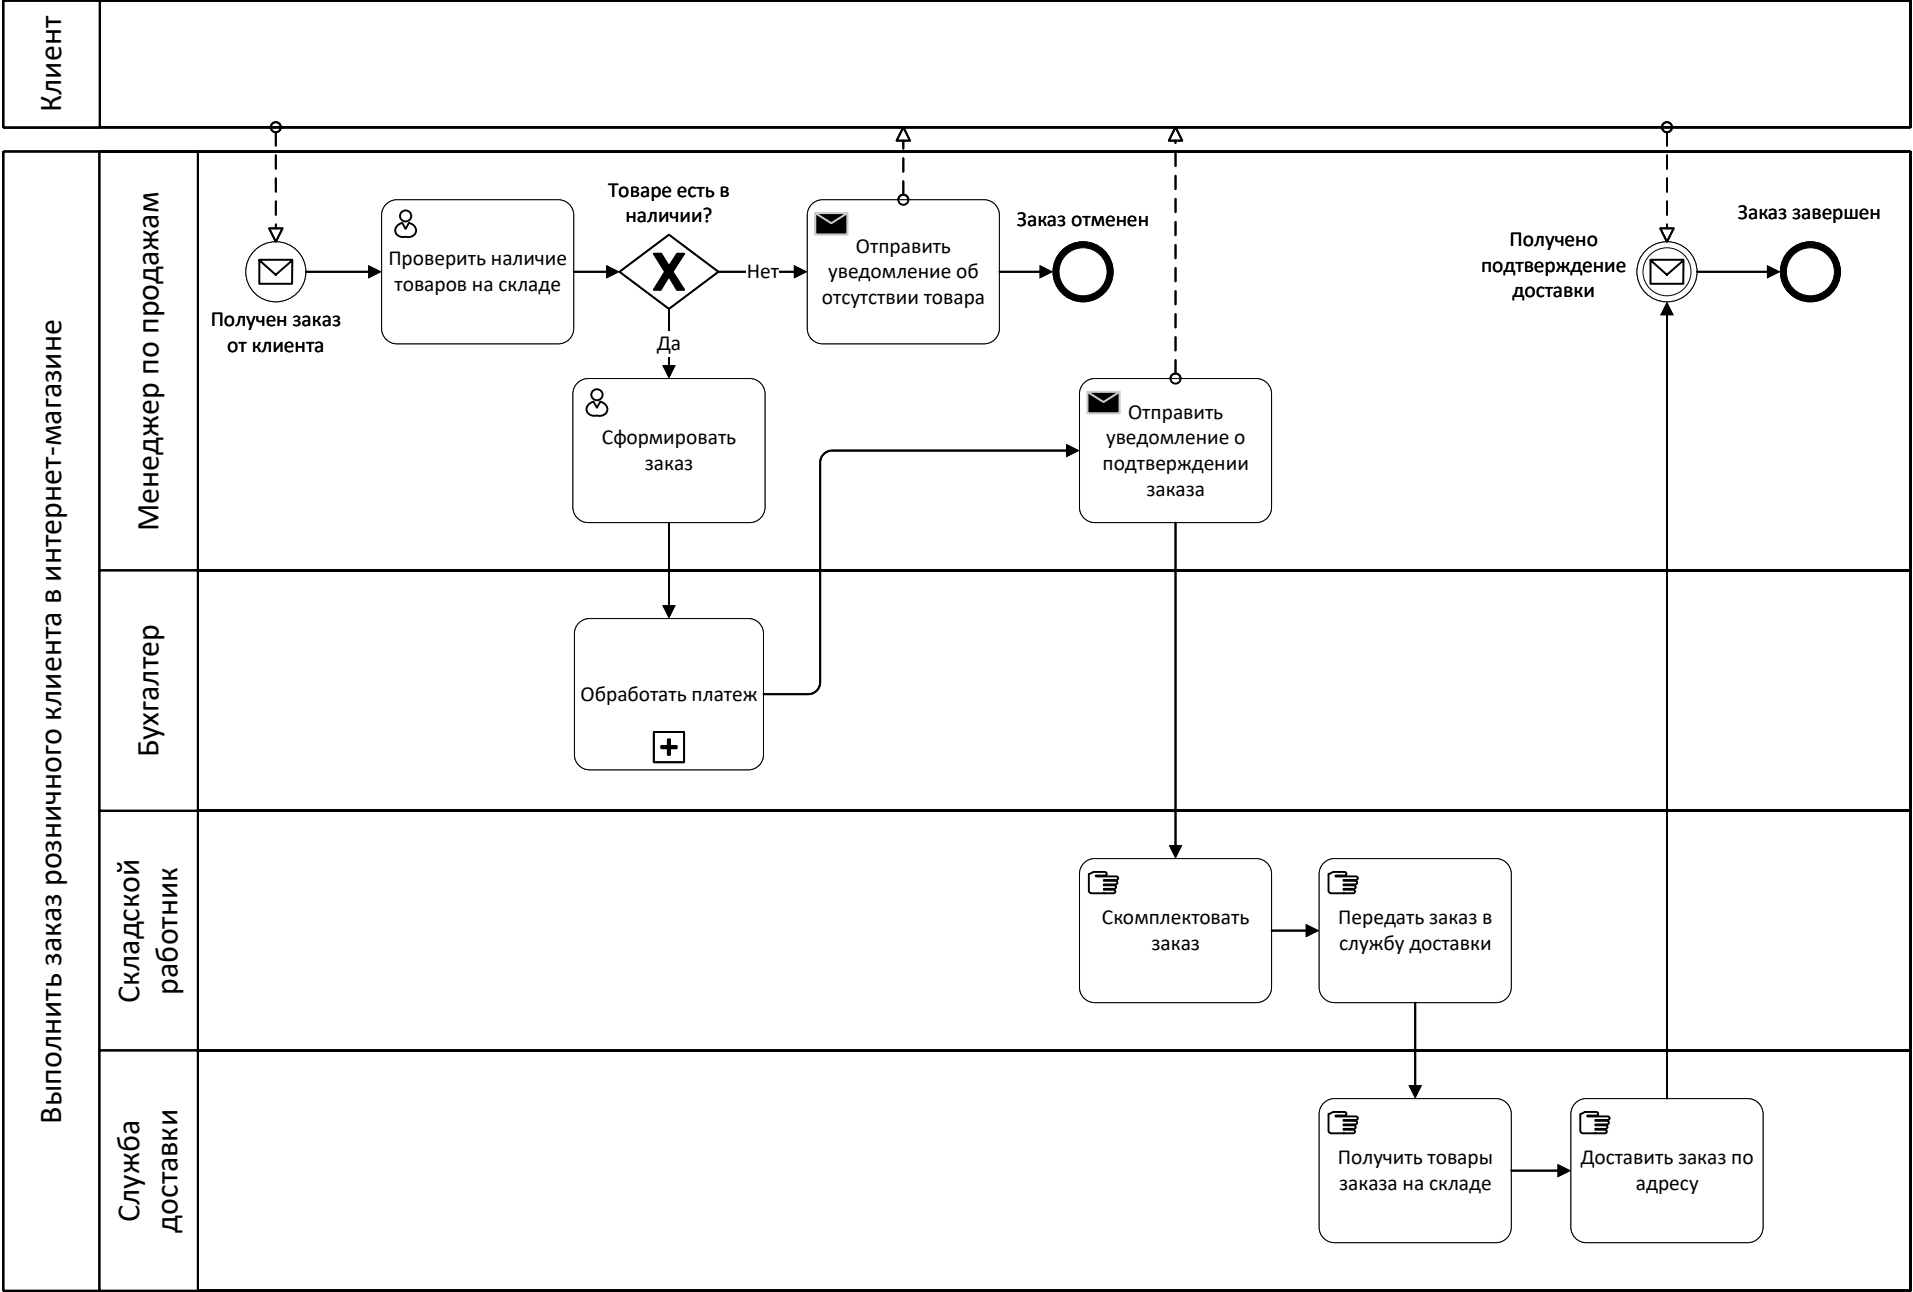 Клиент
Выполнить заказ розничного клиента в интернет-магазине
Менеджер по продажам
Получен заказ
от клиента
Проверить наличие
товаров на складе
Товаре есть в
наличии?
Нет
Да
Отправить
уведомление об
отсутствии товара
Заказ отменен
Сформировать
заказ
Отправить
уведомление о
подтверждении
заказа
Получено
подтверждение
доставки
Заказ завершен
Бухгалтер
Обработать платеж
Складской
работник
Скомплектовать
заказ
Передать заказ в
службу доставки
Служба
доставки
Получить товары
заказа на складе
Доставить заказ по
адресу